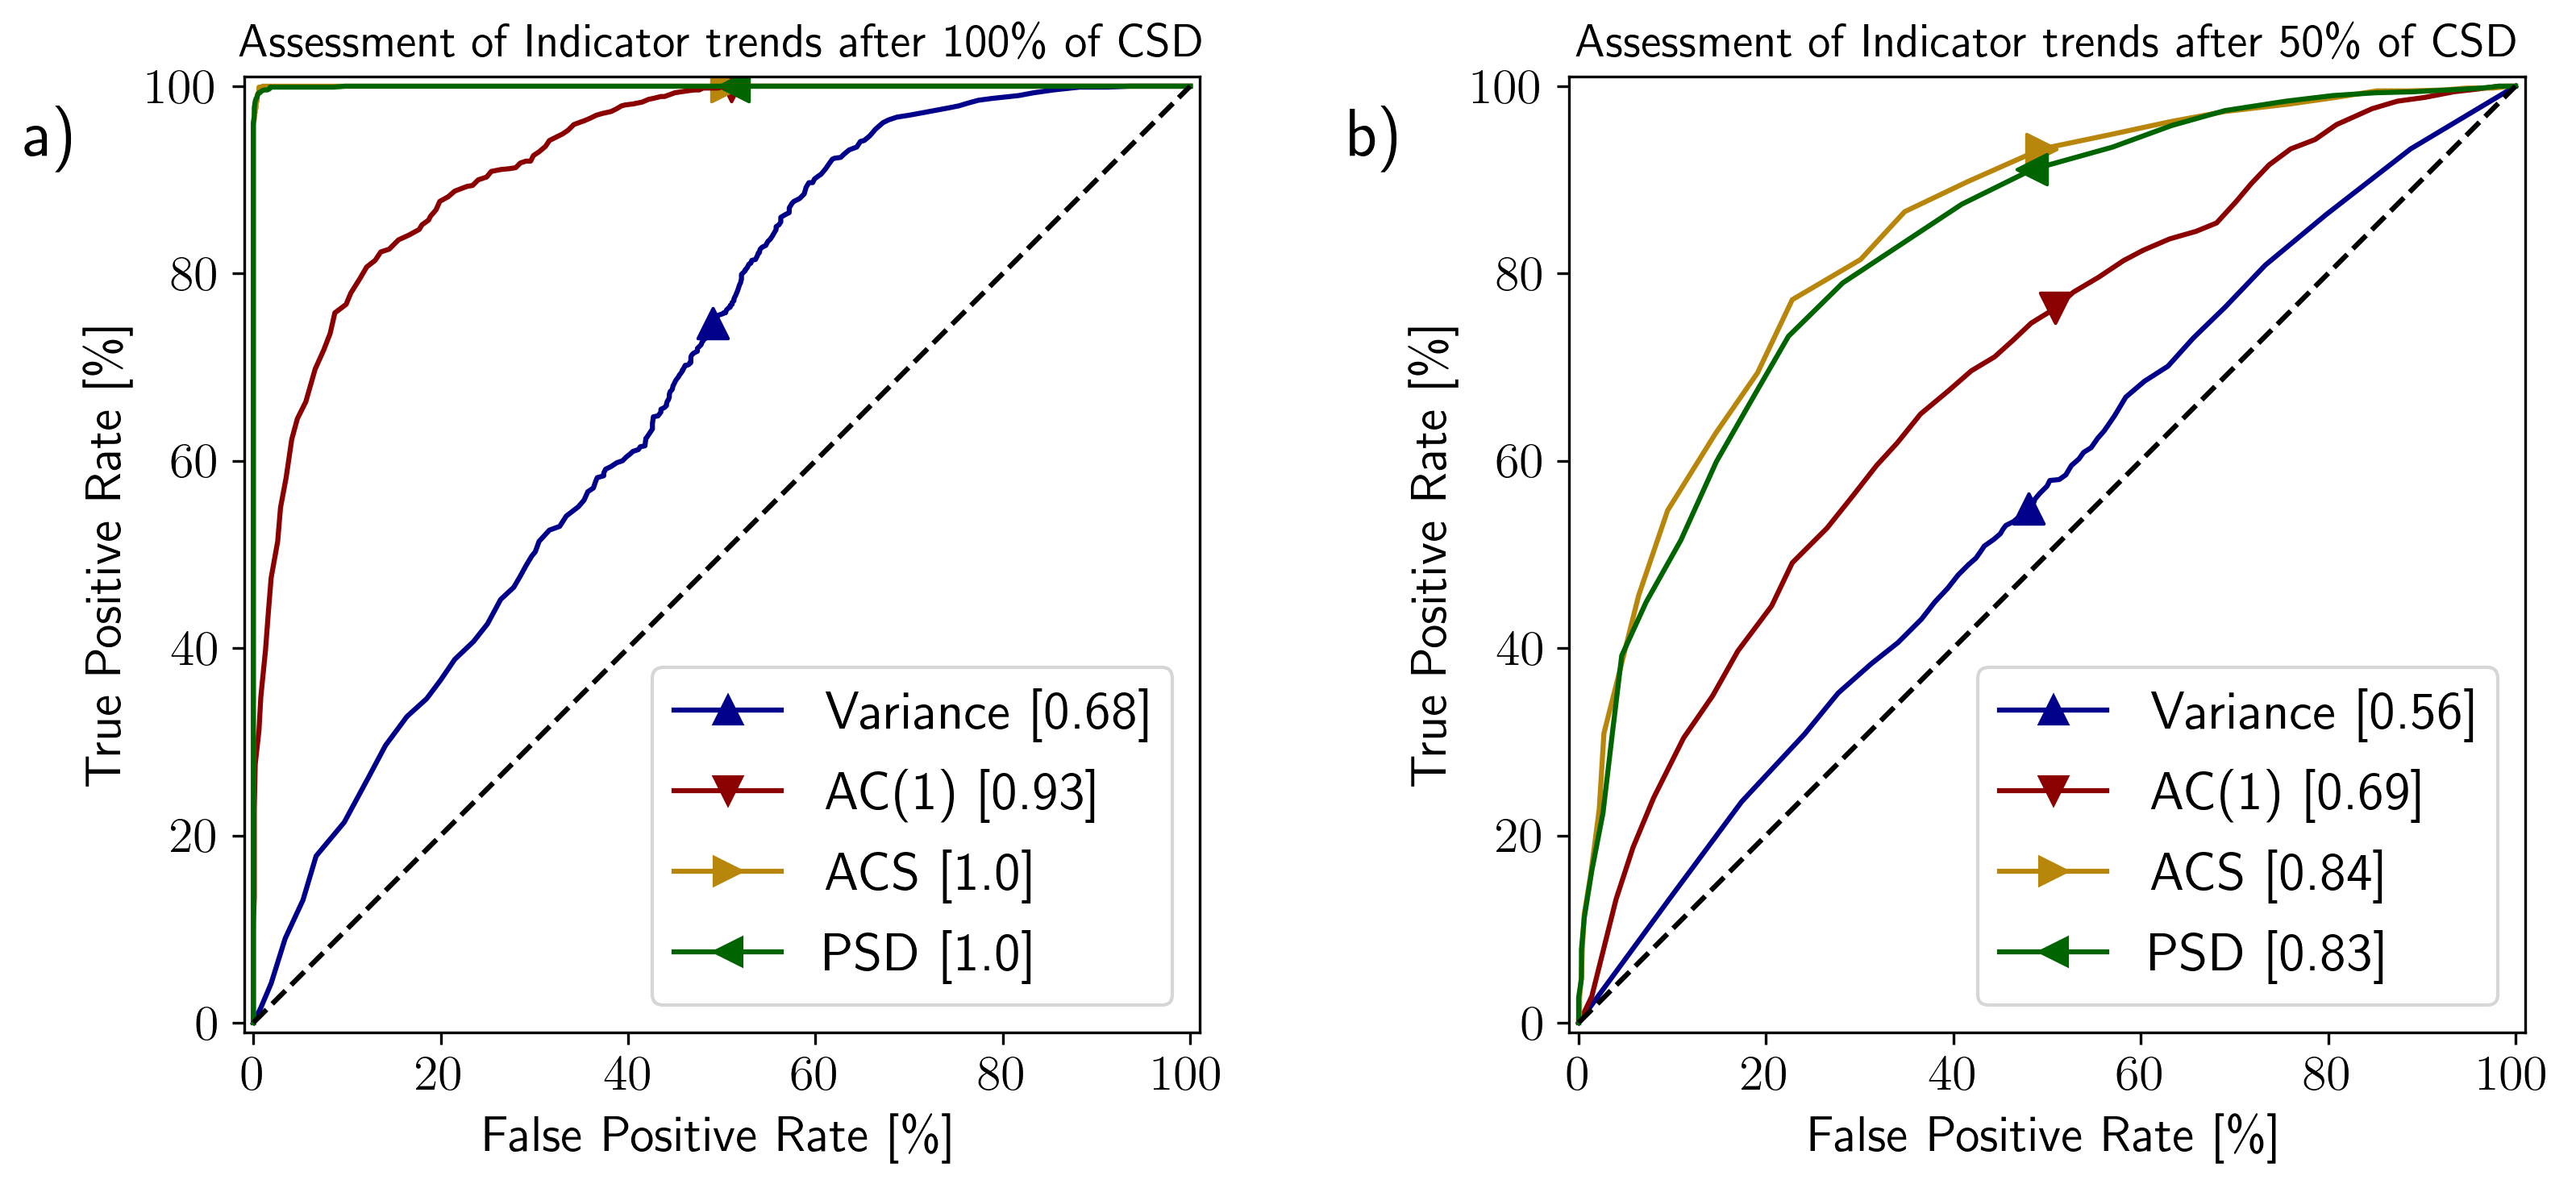 Assessment of Indicator trends after 100% of CSD
a)
True Positive Rate [%]
100
80
60
40
20
0
Variance [0.68]
AC(1) [0.93]
ACS [1.0]
PSD [1.0]
0 20 40 60 80 100
False Positive Rate [%]
Assessment of Indicator trends after 50% of CSD
b)
True Positive Rate [%]
100
80
60
40
20
0
Variance [0.56]
AC(1) [0.69]
ACS [0.84]
PSD [0.83]
0 20 40 60 80 100
False Positive Rate [%]